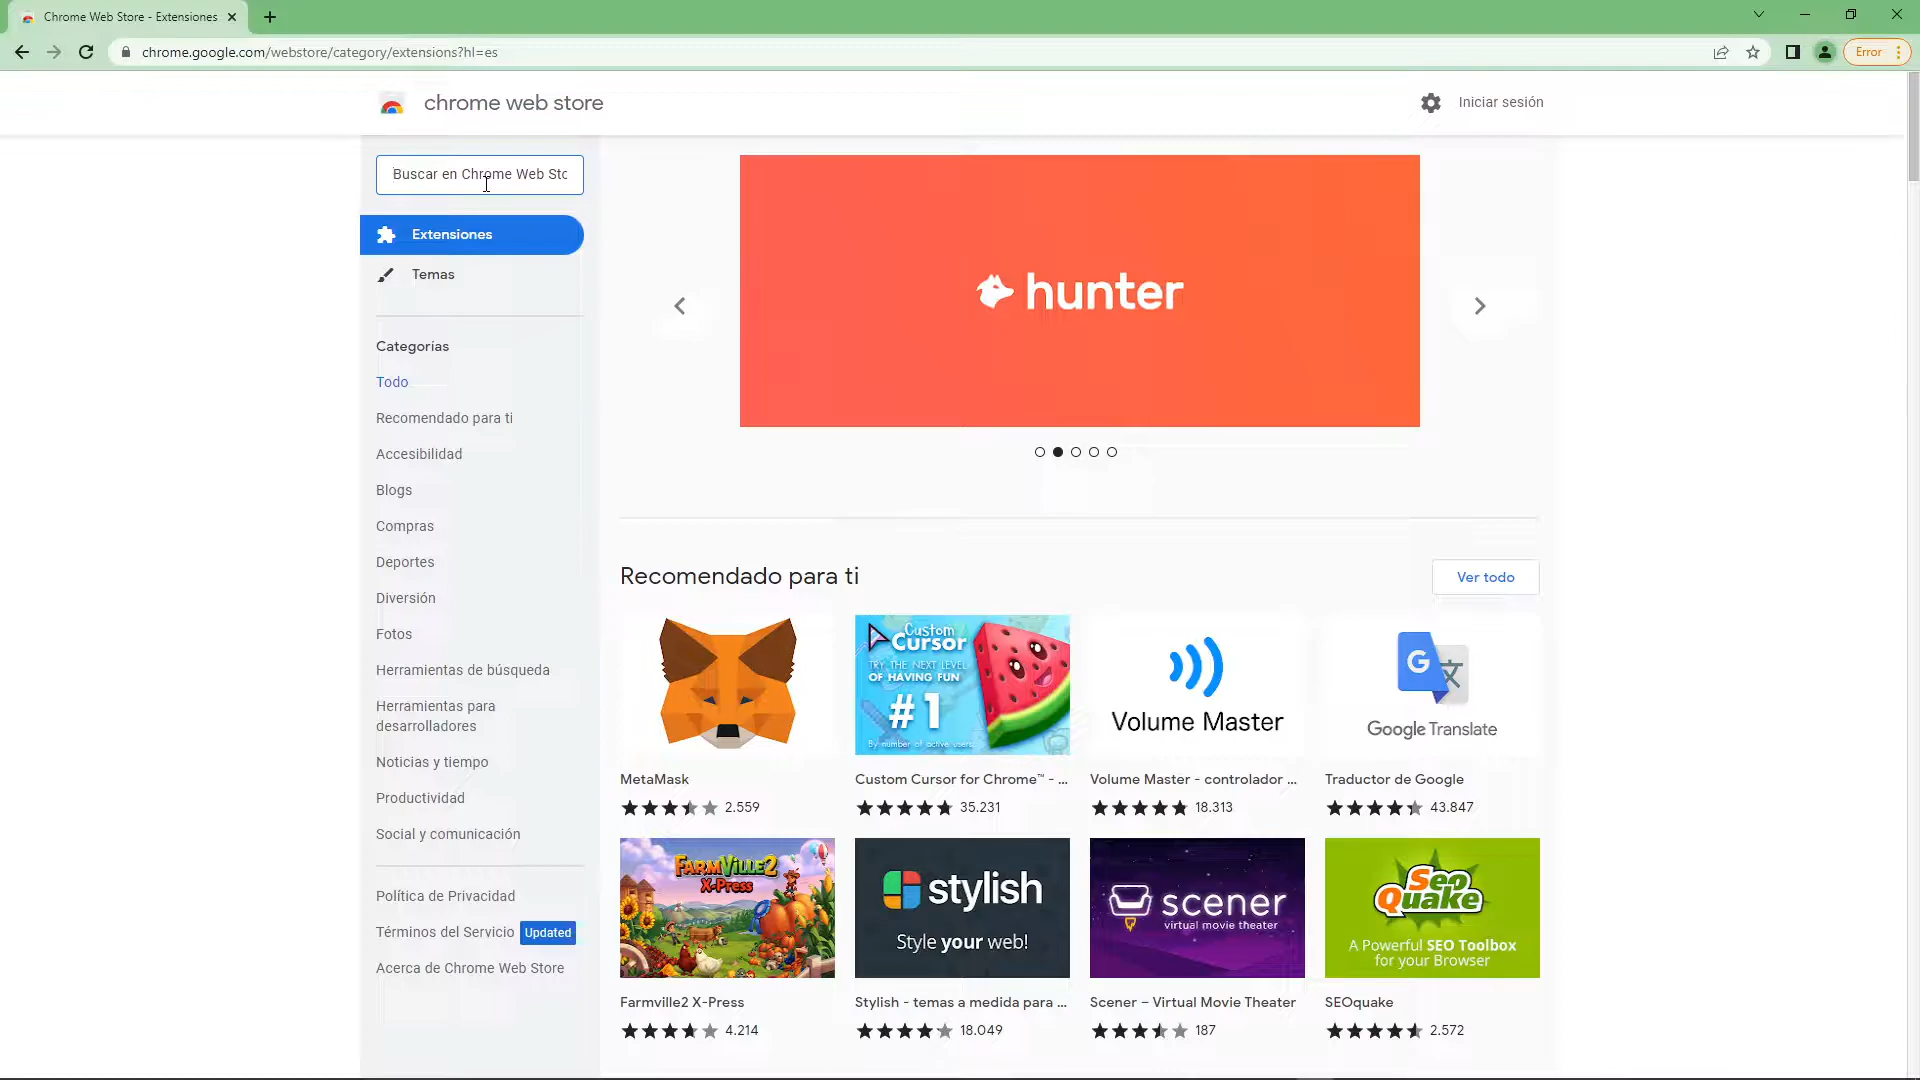 Chrome Web Store - Extensiones
chrome.google.com/webstore/category/extensions?hl=es
Error
chrome web store
Iniciar sesión
Buscar en Chrome Web Sto
Extensiones
Temas
Categorías
Todo
Recomendado para ti
Accesibilidad
Blogs
Compras
Deportes
Diversión
Fotos
Herramientas de búsqueda
Herramientas para
desarrolladores
Noticias y tiempo
Productividad
Social y comunicación
Política de Privacidad
Términos del Servicio Updated
Acerca de Chrome Web Store
hunter
Recomendado para ti
Ver todo
Custom
Cursor
TRY THE NEXT LEVEL
OF HAVING FUN
#1
By number of active users
Volume Master
G
Google Translate
MetaMask
Custom Cursor for Chrome™ - ...
Volume Master - controlador ...
Traductor de Google
2.559
35.231
18.313
43.847
FARMVILLE2
X-Press
stylish
Style your web!
scener
virtual movie theater
Seo
Quake
A Powerful SEO Toolbox
for your Browser
Farmville2 X-Press
Stylish - temas a medida para ...
Scener – Virtual Movie Theater
SEOquake
4.214
18.049
187
2.572